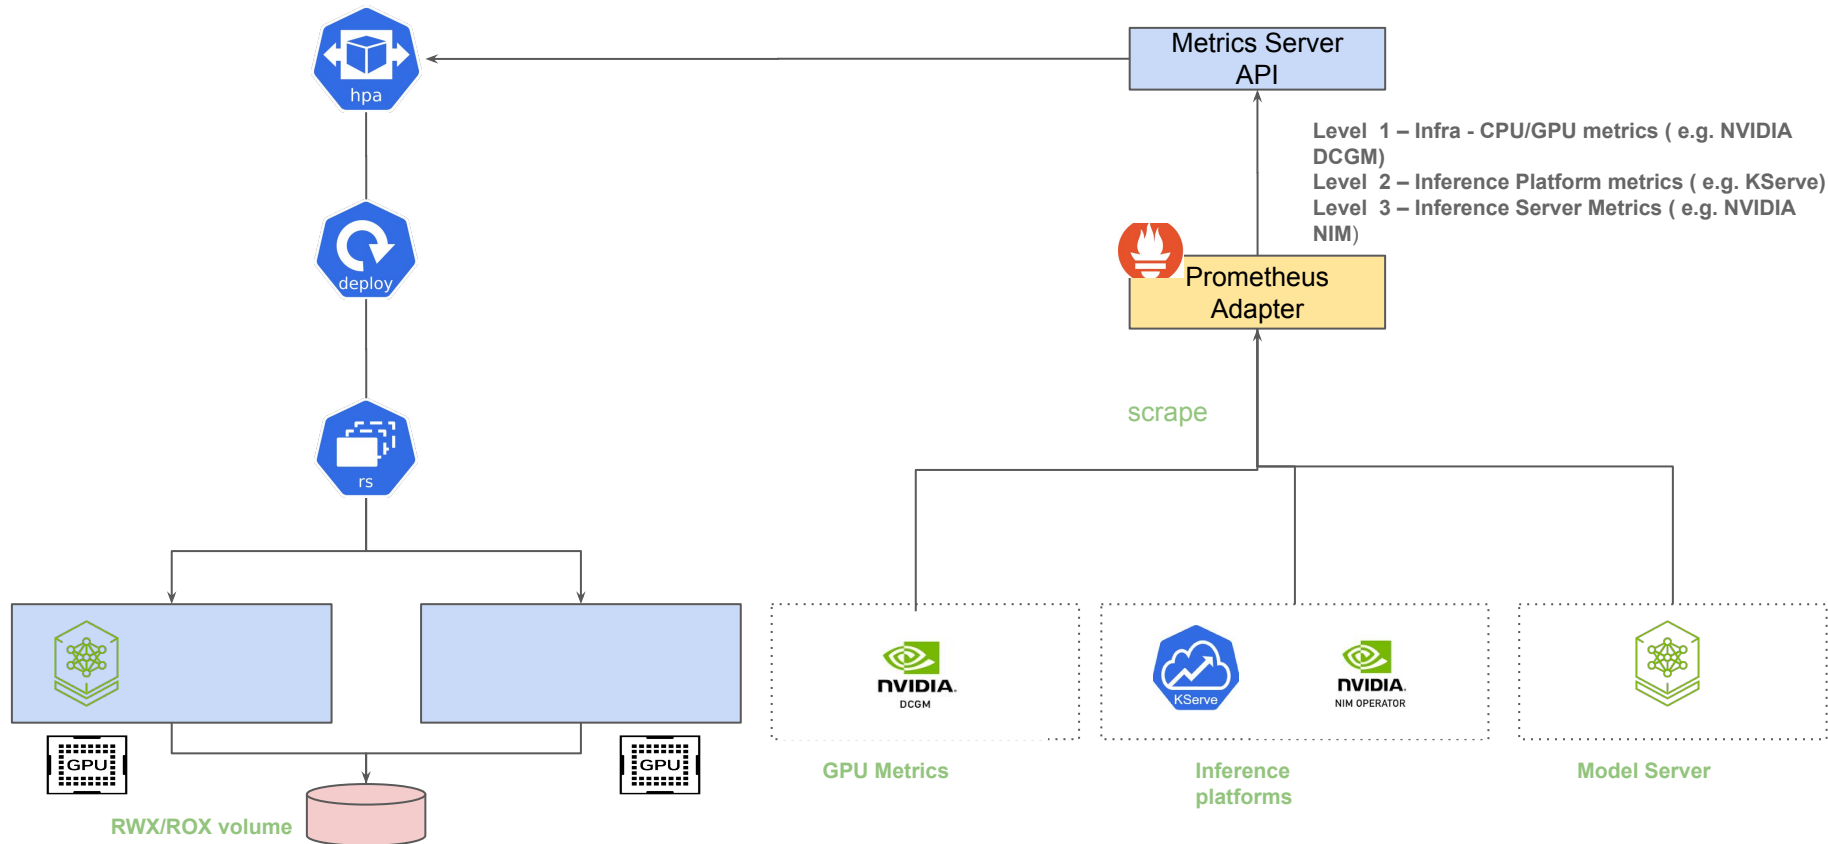 hpa
Metrics Server
API
Level 1 – Infra - CPU/GPU metrics ( e.g. NVIDIA
DCGM)
Level 2 – Inference Platform metrics ( e.g. KServe)
Level 3 – Inference Server Metrics ( e.g. NVIDIA
NIM)
deploy
Prometheus
Adapter
scrape
rs
NVIDIA.
DCGM
KServe
NVIDIA.
NIM OPERATOR
GPU
GPU
GPU Metrics
Inference
platforms
Model Server
RWX/ROX volume